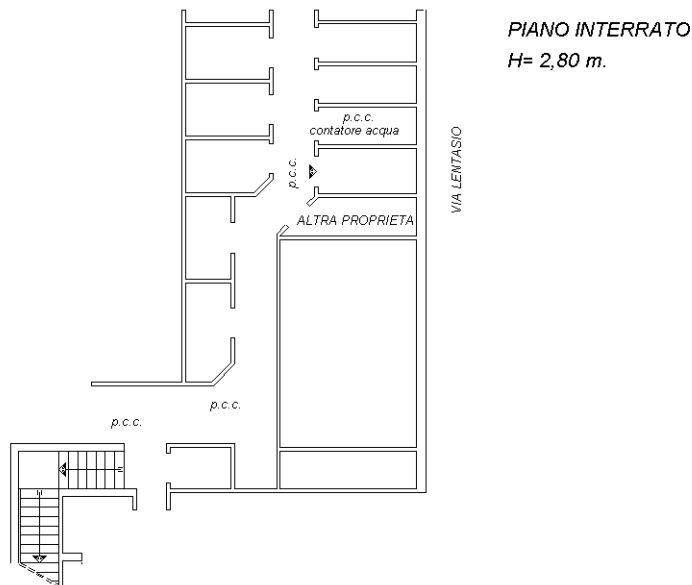 PIANO INTERRATO
H= 2,80 m.
p.c.c.
contatore acqua
VIA LENTASIO
p.c.c.
ALTRA PROPRIETA
p.c.c.
p.c.c.